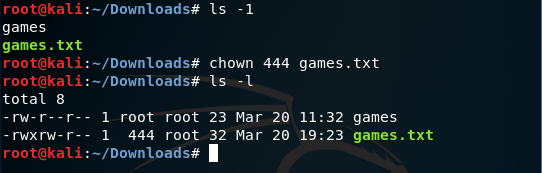 root@kali:~/Downloads# ls -1
games
games.txt
root@kali:~/Downloads# chown 444 games.txt
root@kali:~/Downloads# ls -l
total 8
-rw-r--r-- 1 root root 23 Mar 20 11:32 games
-rwxrw-r-- 1  444 root 32 Mar 20 19:23 games.txt
root@kali:~/Downloads#